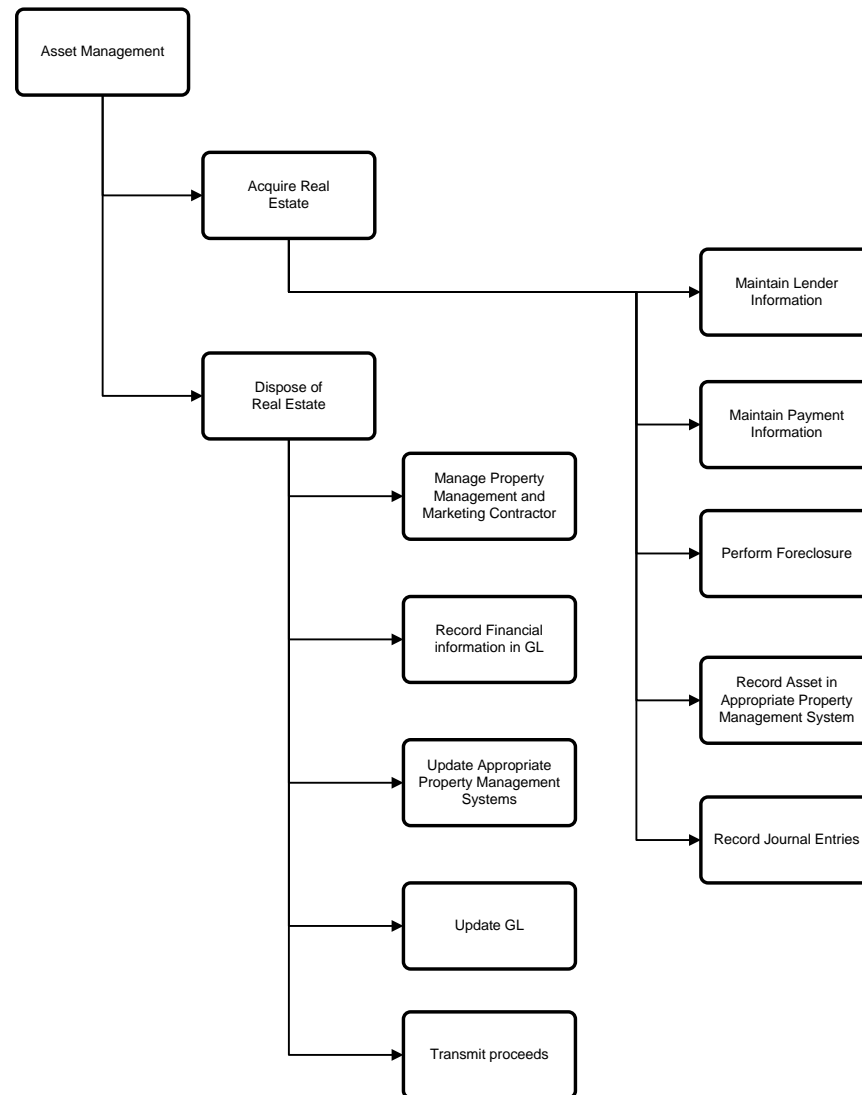 Asset Management
Acquire Real
Estate
Maintain Lender
Information
Dispose of
Real Estate
Maintain Payment
Information
Manage Property
Management and
Marketing Contractor
Perform Foreclosure
Record Financial
information in GL
Record Asset in
Appropriate Property
Management System
Update Appropriate
Property Management
Systems
Record Journal Entries
Update GL
Transmit proceeds